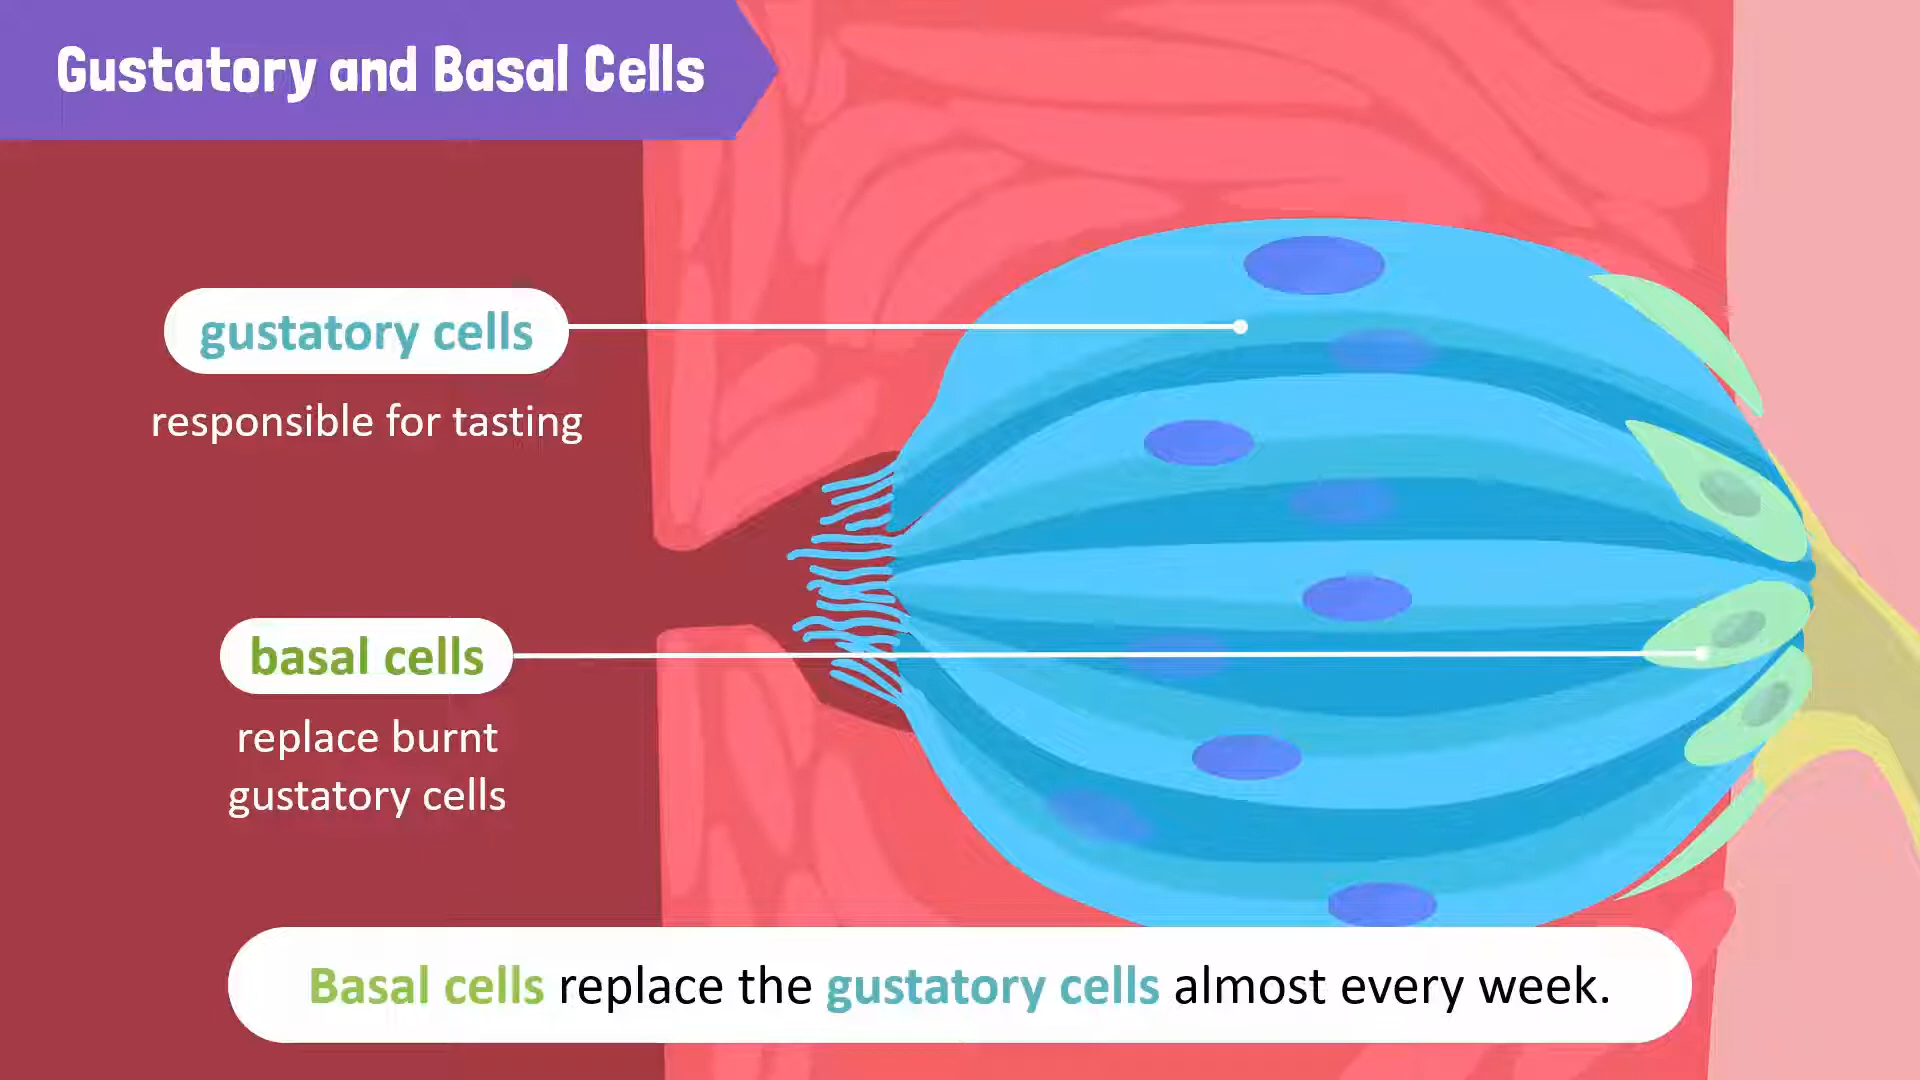 Gustatory and Basal Cells
gustatory cells
responsible for tasting
basal cells
replace burnt
gustatory cells
Basal cells replace the gustatory cells almost every week.